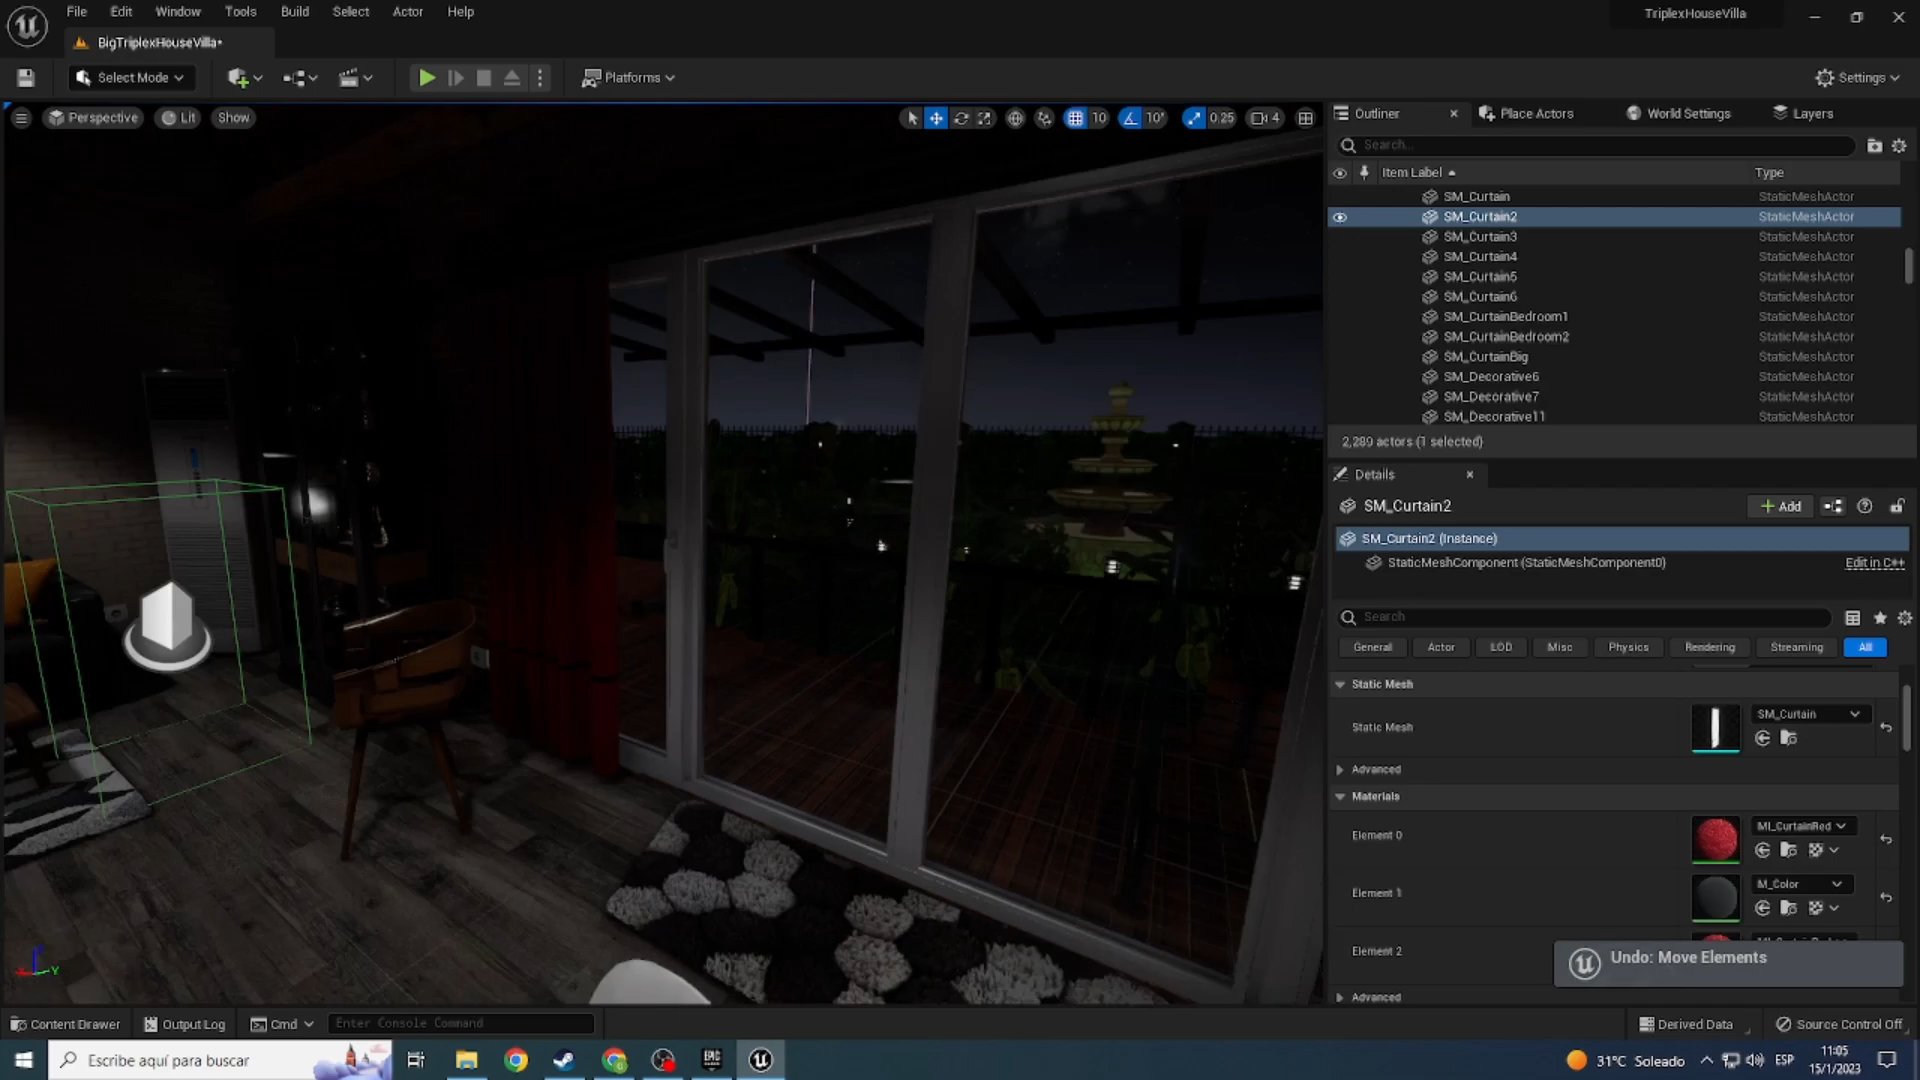 File Edit Window Tools Build Select Actor Help
TriplexHouseVilla
BigTriplexHouseVilla*
Select Mode
Platforms
Settings
Perspective Lit Show
10 10° 0.25 4
Outliner Place Actors World Settings Layers
Search...
Item Label Type
SM_Curtain StaticMeshActor
SM_Curtain2 StaticMeshActor
SM_Curtain3 StaticMeshActor
SM_Curtain4 StaticMeshActor
SM_Curtain5 StaticMeshActor
SM_Curtain6 StaticMeshActor
SM_CurtainBedroom1 StaticMeshActor
SM_CurtainBedroom2 StaticMeshActor
SM_CurtainBig StaticMeshActor
SM_Decorative6 StaticMeshActor
SM_Decorative7 StaticMeshActor
SM_Decorative11 StaticMeshActor
2,289 actors (1 selected)
Details
SM_Curtain2
Add
SM_Curtain2 (Instance)
StaticMeshComponent (StaticMeshComponent0) Edit in C++
Search
General Actor LOD Misc Physics Rendering Streaming All
Static Mesh
Static Mesh SM_Curtain
Advanced
Materials
Element 0 MI_CurtainRed
Element 1 M_Color
Element 2
Undo: Move Elements
Advanced
Content Drawer Output Log Cmd Enter Console Command
Derived Data Source Control Off
Escribe aquí para buscar
EPIC
31°C Soleado ESP
11:05
15/1/2023